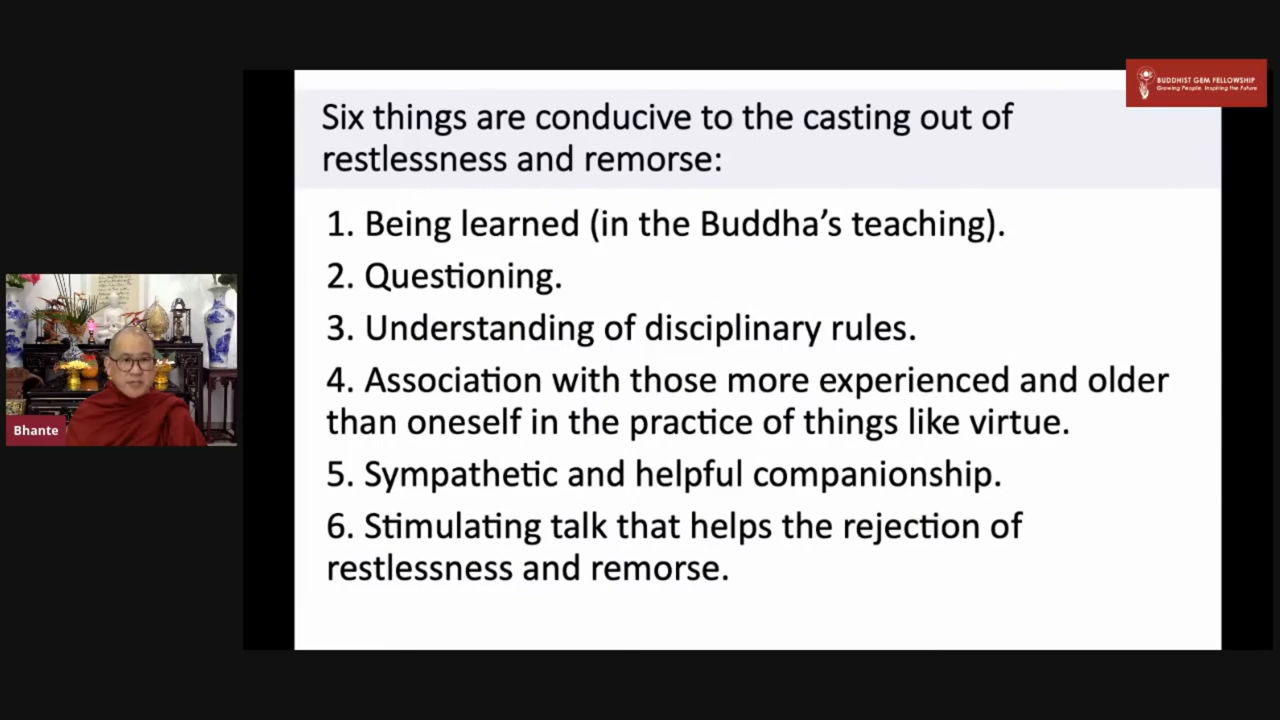 BUDDHIST GEM FELLOWSHIP
Growing People. Inspiring the Future
Six things are conducive to the casting out of
restlessness and remorse:
1. Being learned (in the Buddha’s teaching).
2. Questioning.
3. Understanding of disciplinary rules.
4. Association with those more experienced and older
than oneself in the practice of things like virtue.
5. Sympathetic and helpful companionship.
6. Stimulating talk that helps the rejection of
restlessness and remorse.
Bhante